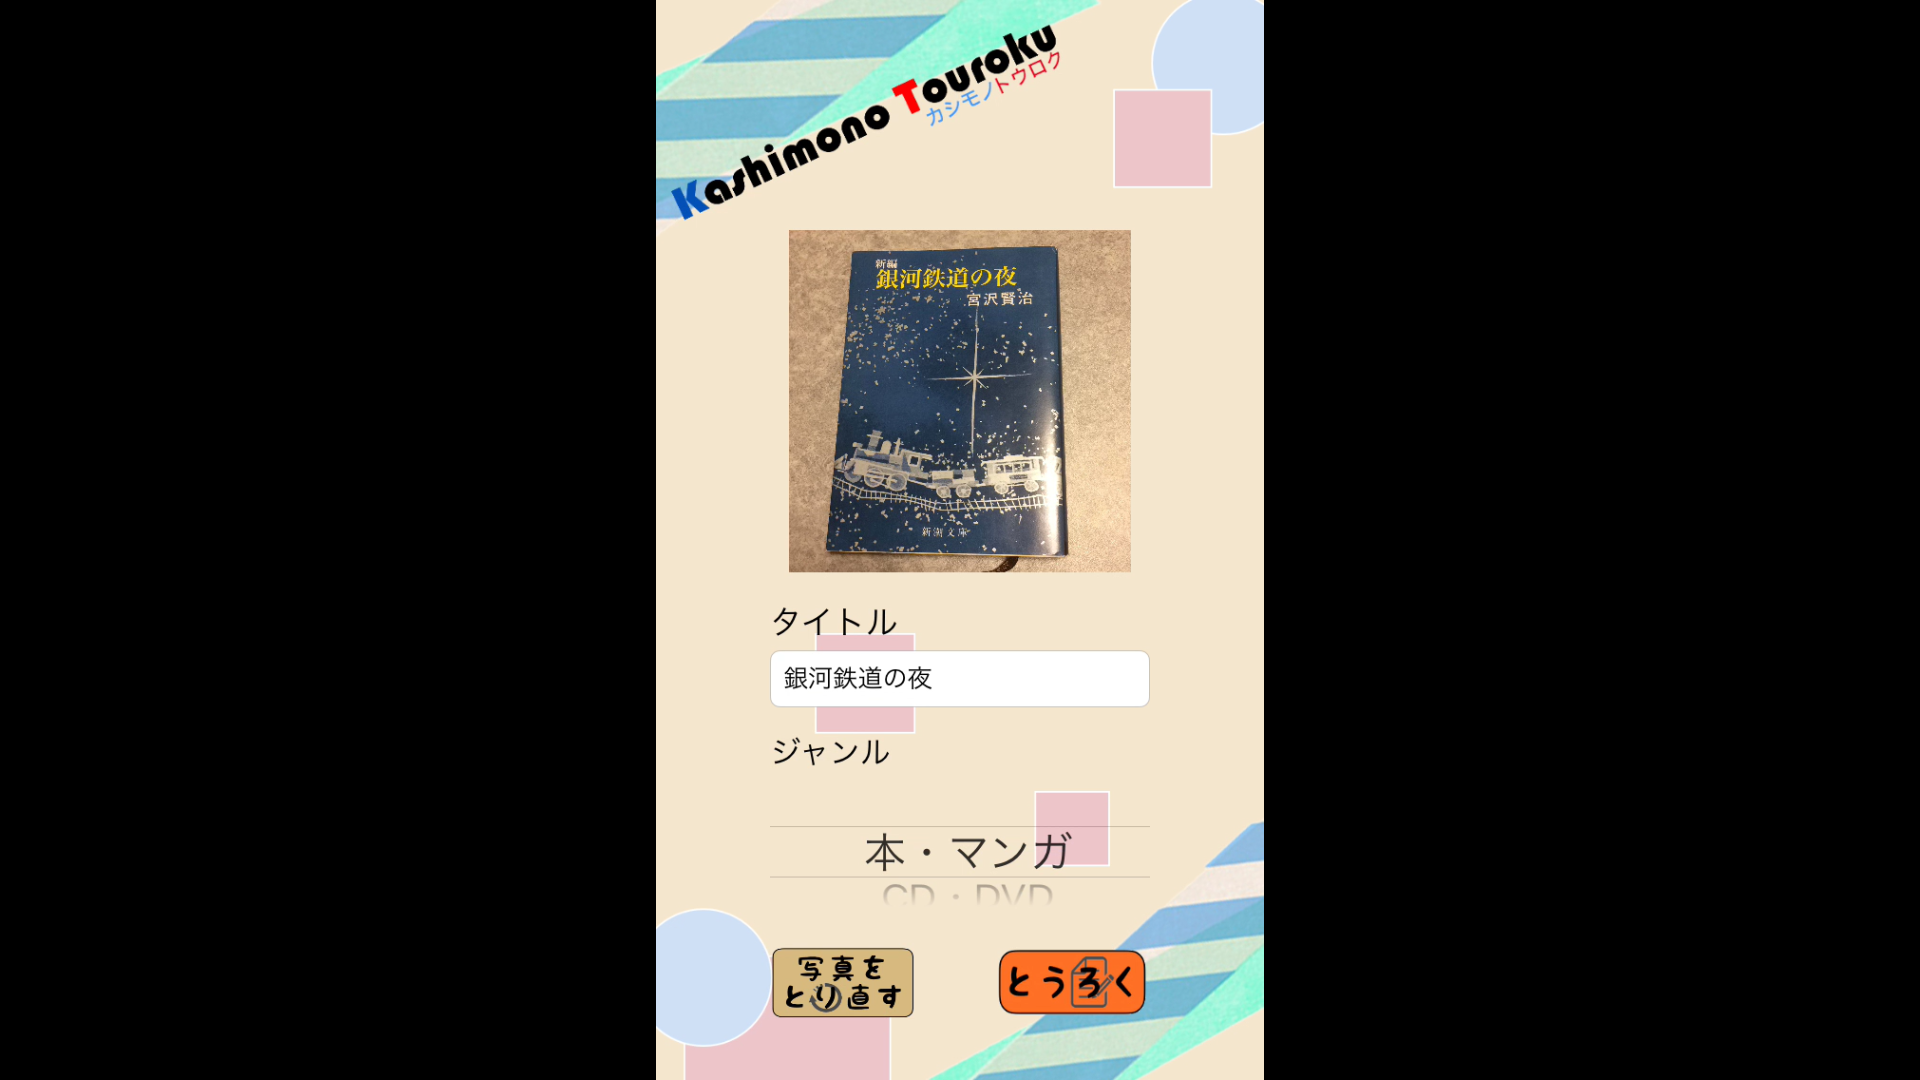 Kashimono Touroku
カシモノトウロク
新編
銀河鉄道の夜
宮沢賢治
新潮文庫
タイトル
銀河鉄道の夜
ジャンル
本・マンガ
CD・DVD
写真を
とり直す
とうろく